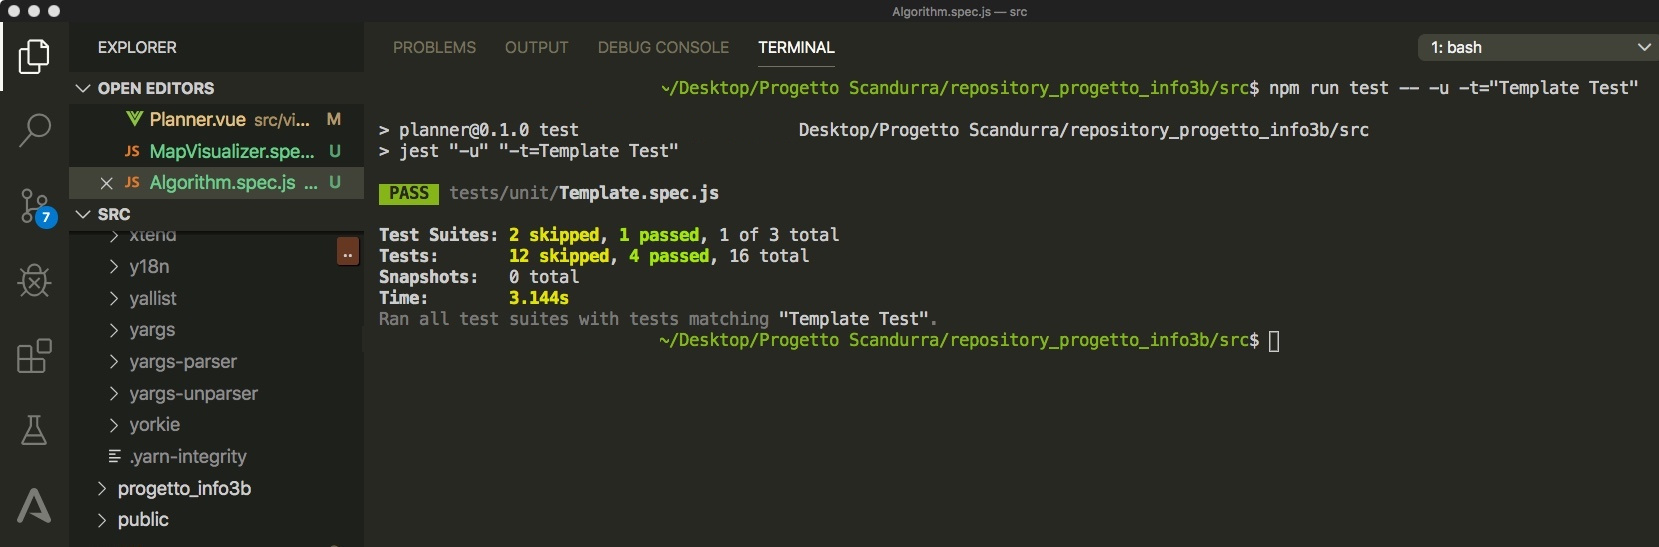 Algorithm.spec.js — src
EXPLORER
OPEN EDITORS
Planner.vue src/vi... M
JS MapVisualizer.spe... U
JS Algorithm.spec.js ... U
7
SRC
xtend
..
y18n
yallist
yargs
yargs-parser
yargs-unparser
yorkie
.yarn-integrity
progetto_info3b
public
PROBLEMS OUTPUT DEBUG CONSOLE TERMINAL 1: bash
~/Desktop/Progetto Scandurra/repository_progetto_info3b/src$ npm run test -- -u -t="Template Test"
> planner@0.1.0 test Desktop/Progetto Scandurra/repository_progetto_info3b/src
> jest "-u" "-t=Template Test"
PASS tests/unit/Template.spec.js
Test Suites: 2 skipped, 1 passed, 1 of 3 total
Tests: 12 skipped, 4 passed, 16 total
Snapshots: 0 total
Time: 3.144s
Ran all test suites with tests matching "Template Test".
~/Desktop/Progetto Scandurra/repository_progetto_info3b/src$